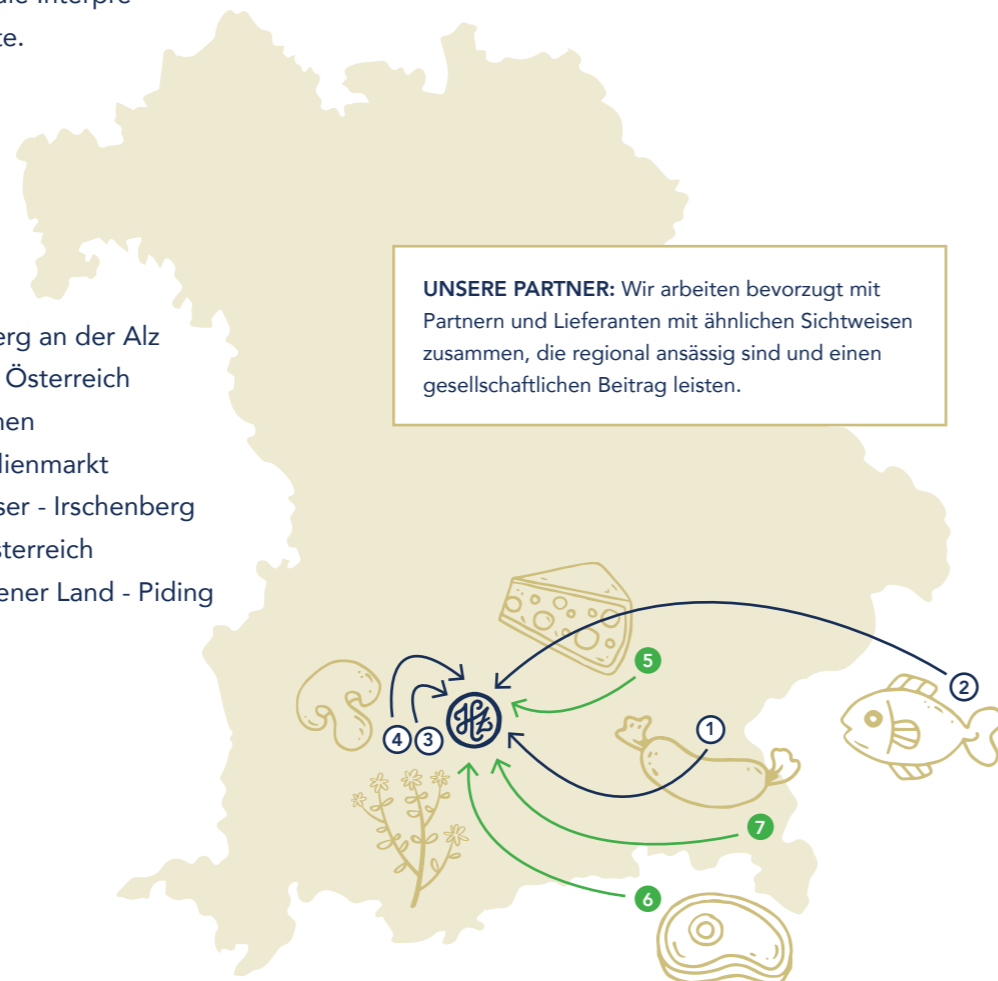 te.
UNSERE PARTNER: Wir arbeiten bevorzugt mit
Partnern und Lieferanten mit ähnlichen Sichtweisen
zusammen, die regional ansässig sind und einen
gesellschaftlichen Beitrag leisten.
erg an der Alz
Österreich
nen
lienmarkt
ser - Irschenberg
sterreich
ener Land - Piding
5
2
1
4 3
HZ
7
6